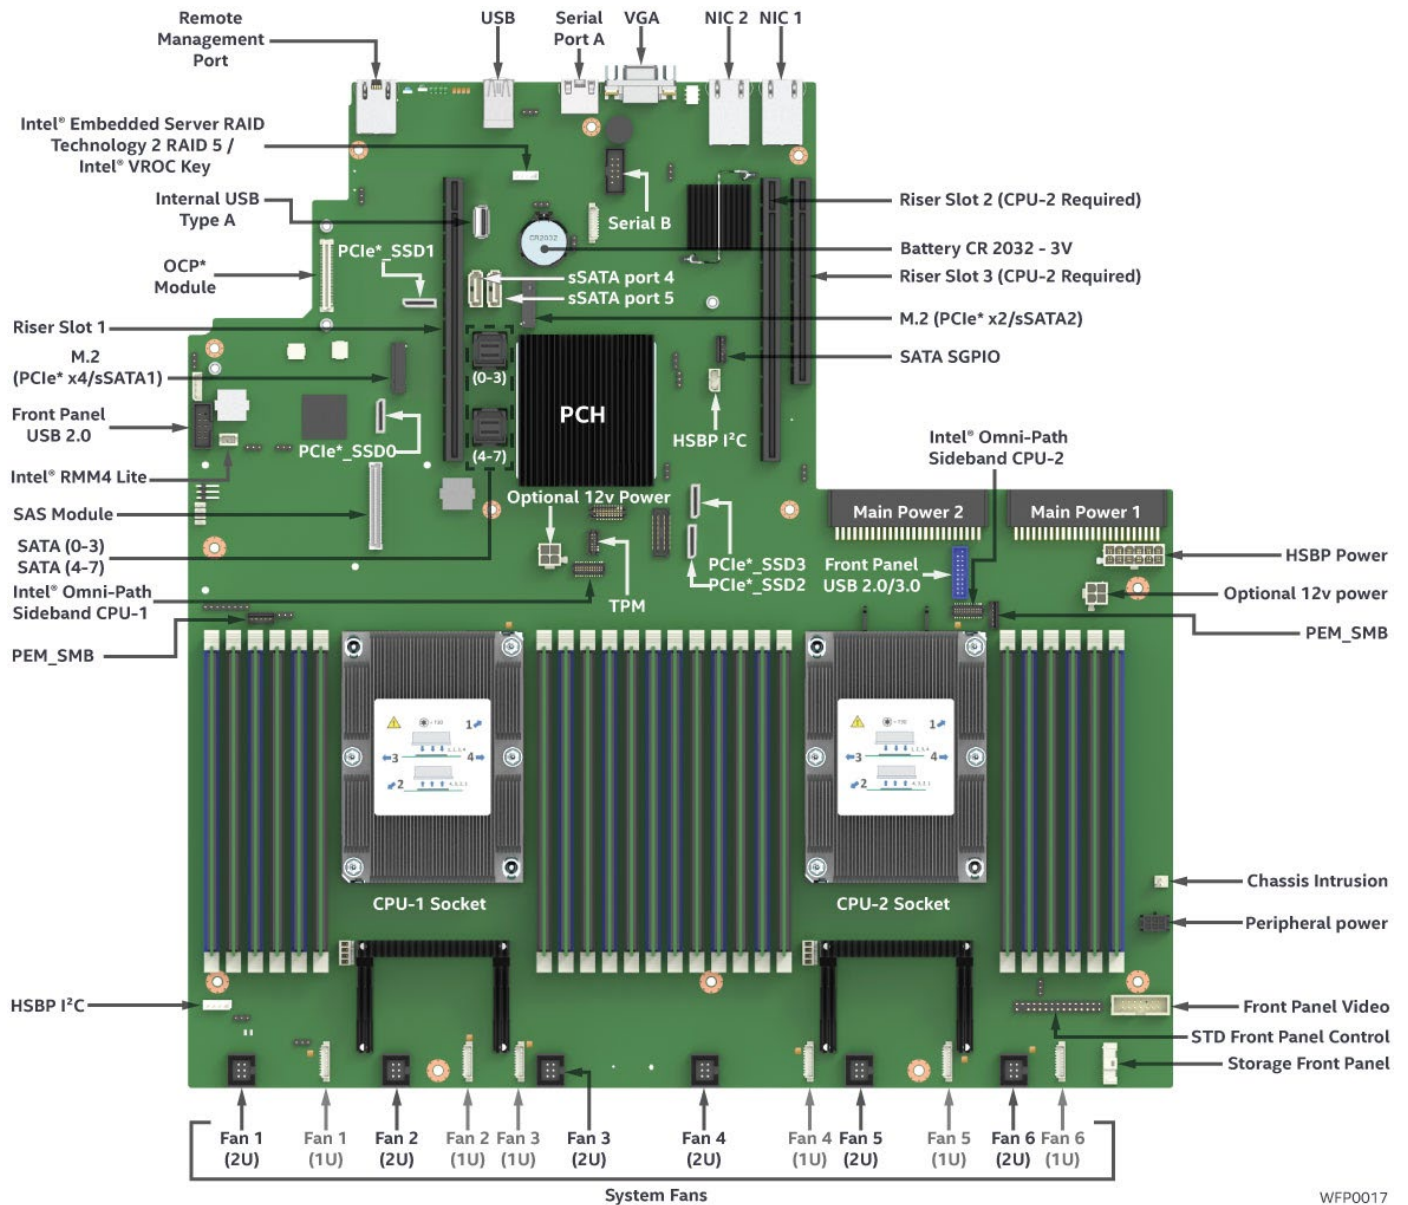 Remote
Management
Port
USB
Serial
Port A
VGA
NIC 2
NIC 1
Intel® Embedded Server RAID
Technology 2 RAID 5 /
Intel® VROC Key
Internal USB
Type A
Serial B
CR2032
Riser Slot 2 (CPU-2 Required)
Battery CR 2032 - 3V
Riser Slot 3 (CPU-2 Required)
PCIe*_SSD1
OCP*
Module
sSATA port 4
sSATA port 5
Riser Slot 1
M.2 (PCIe* x2/sSATA2)
SATA SGPIO
M.2
(PCIe* x4/sSATA1)
(0-3)
PCH
Front Panel
USB 2.0
HSBP I²C
Intel® Omni-Path
Sideband CPU-2
PCIe*_SSD0
(4-7)
Intel® RMM4 Lite
Optional 12v Power
SAS Module
Main Power 2
Main Power 1
SATA (0-3)
SATA (4-7)
HSBP Power
PCIe*_SSD3
PCIe*_SSD2
Front Panel
USB 2.0/3.0
Intel® Omni-Path
Sideband CPU-1
TPM
Optional 12v power
PEM_SMB
PEM_SMB
1
3
4
2
1
3
4
2
CPU-1 Socket
CPU-2 Socket
Chassis Intrusion
Peripheral power
HSBP I²C
Front Panel Video
STD Front Panel Control
Storage Front Panel
Fan 1
(2U)
Fan 1
(1U)
Fan 2
(2U)
Fan 2
(1U)
Fan 3
(1U)
Fan 3
(2U)
Fan 4
(2U)
Fan 4
(1U)
Fan 5
(2U)
Fan 5
(1U)
Fan 6
(2U)
Fan 6
(1U)
System Fans
WFP0017